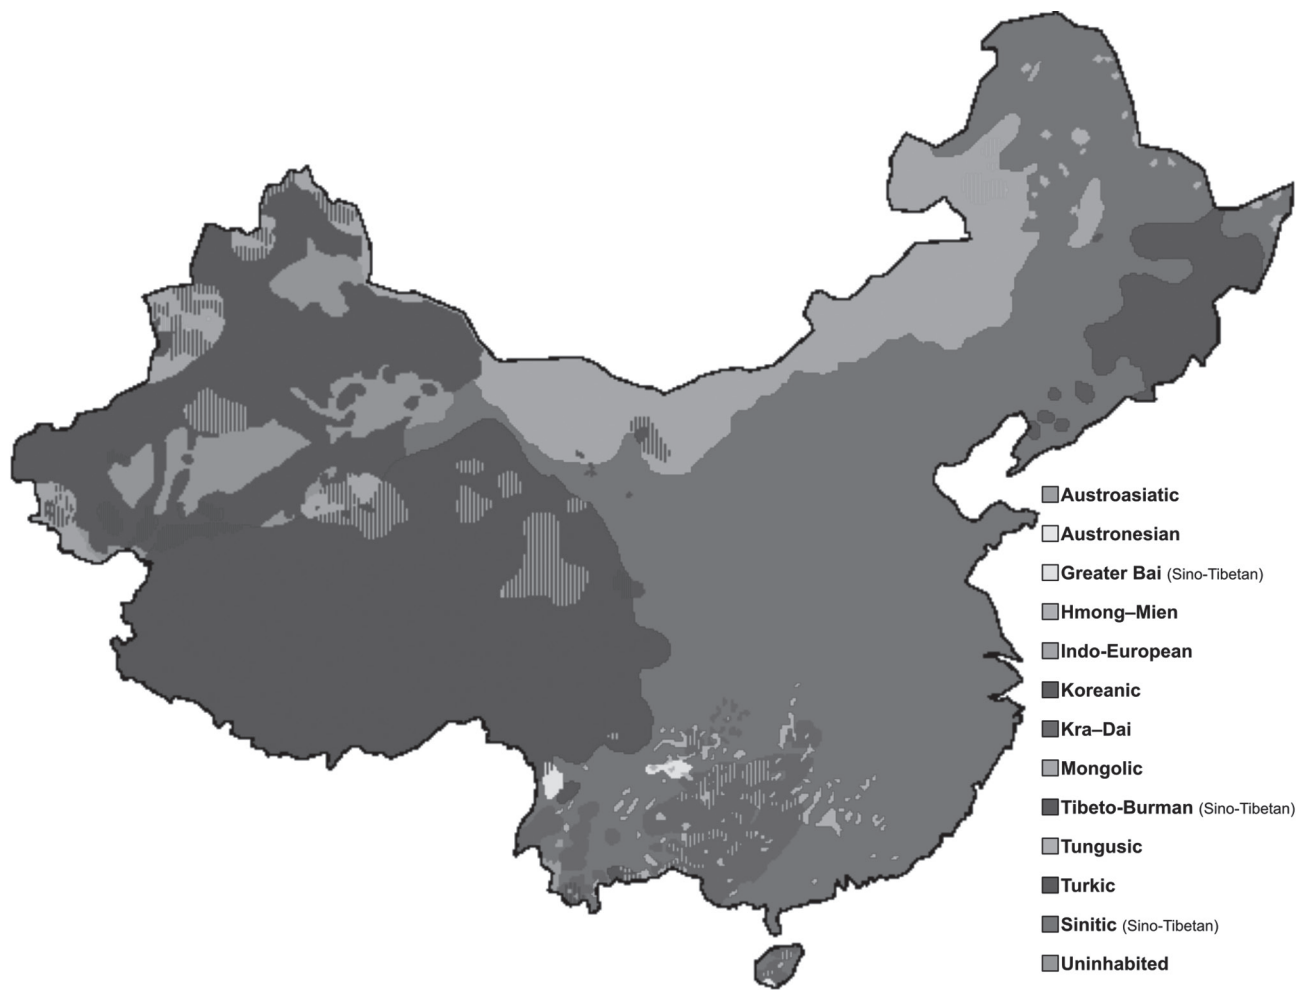 Austroasiatic
Austronesian
Greater Bai (Sino-Tibetan)
Hmong–Mien
Indo-European
Koreanic
Kra–Dai
Mongolic
Tibeto-Burman (Sino-Tibetan)
Tungusic
Turkic
Sinitic (Sino-Tibetan)
Uninhabited